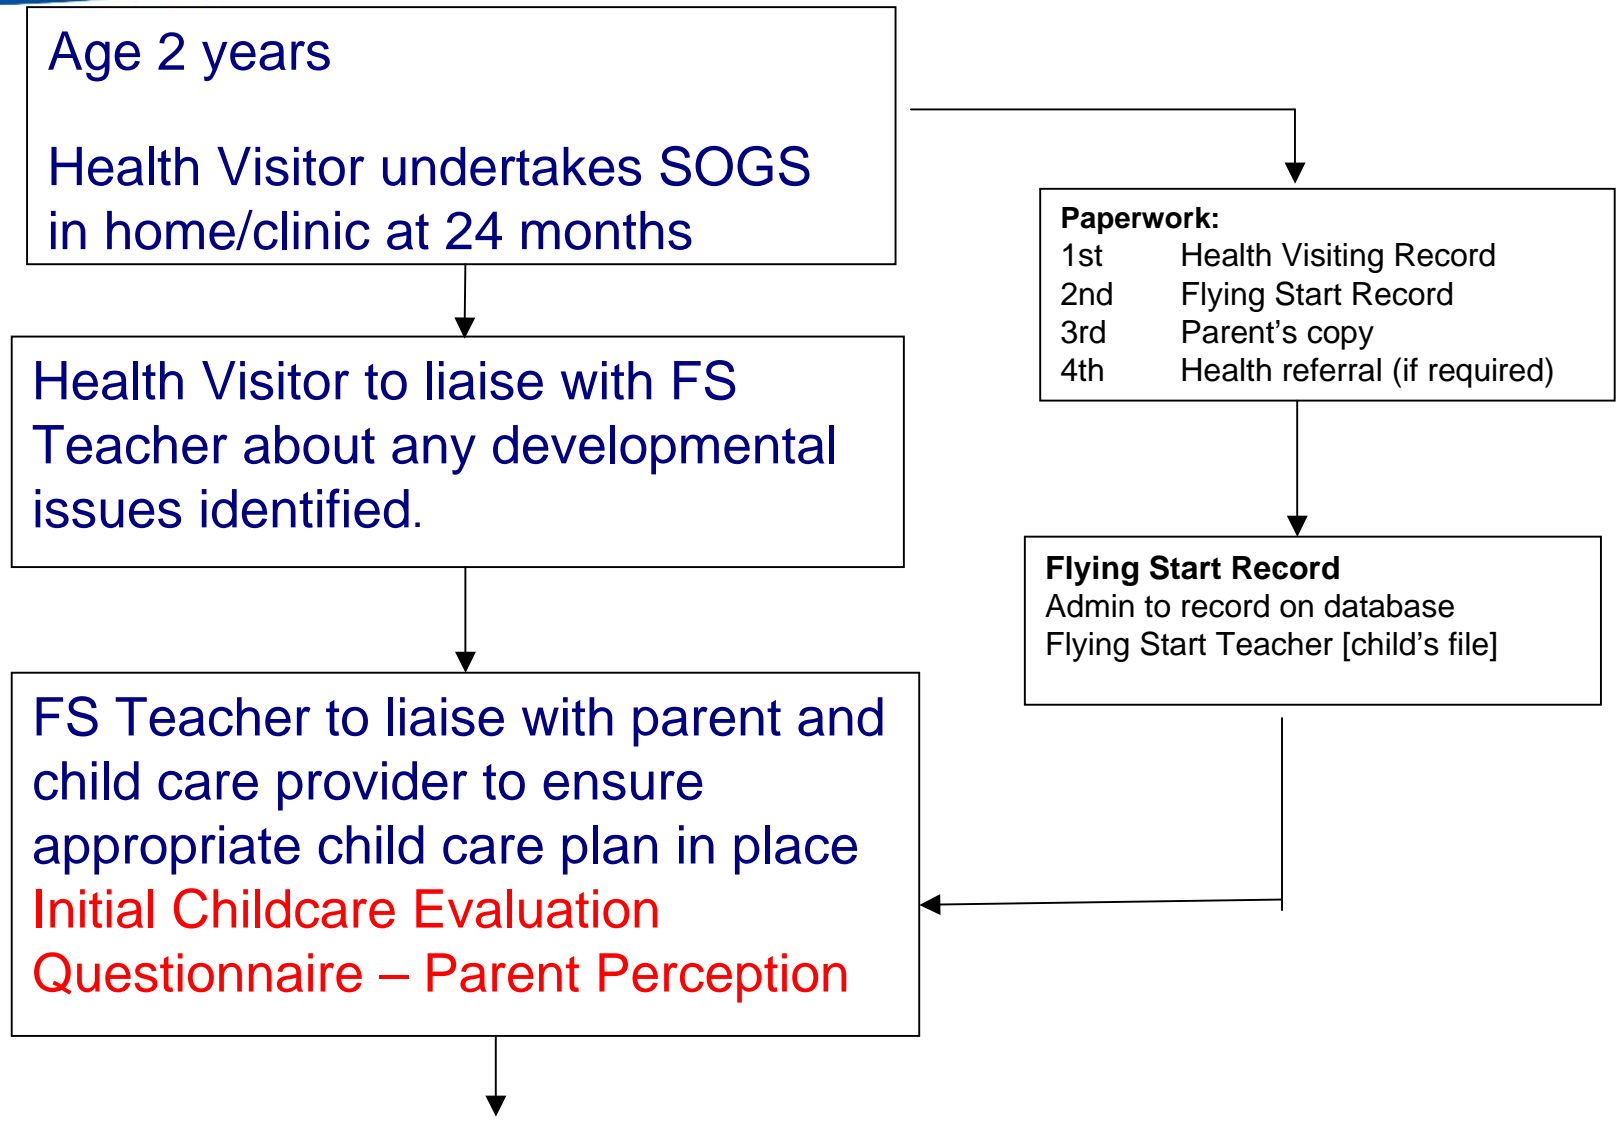 Age 2 years
Health Visitor undertakes SOGS
in home/clinic at 24 months
Health Visitor to liaise with FS
Teacher about any developmental
issues identified.
FS Teacher to liaise with parent and
child care provider to ensure
appropriate child care plan in place
Initial Childcare Evaluation
Questionnaire – Parent Perception
Paperwork:
1st Health Visiting Record
2nd Flying Start Record
3rd Parent’s copy
4th Health referral (if required)
Flying Start Record
Admin to record on database
Flying Start Teacher [child’s file]